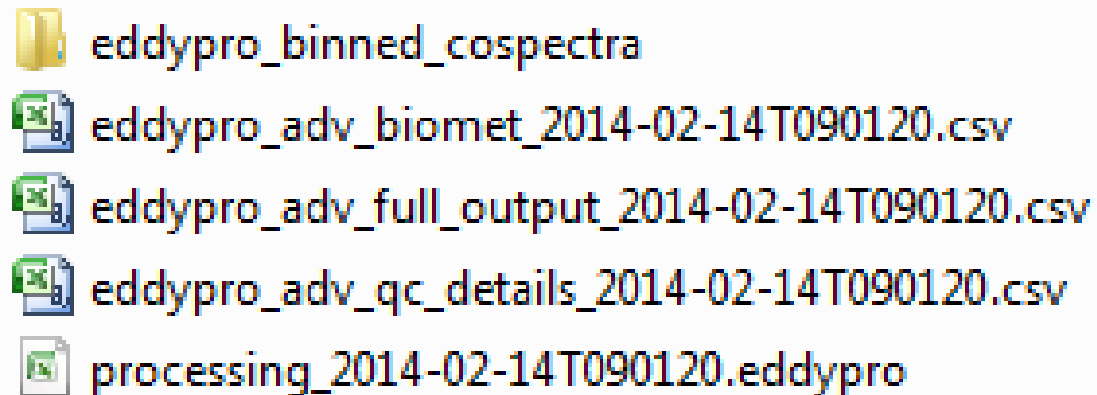 eddypro_binned_cospectra
eddypro_adv_biomet_2014-02-14T090120.csv
eddypro_adv_full_output_2014-02-14T090120.csv
eddypro_adv_qc_details_2014-02-14T090120.csv
processing_2014-02-14T090120.eddypro